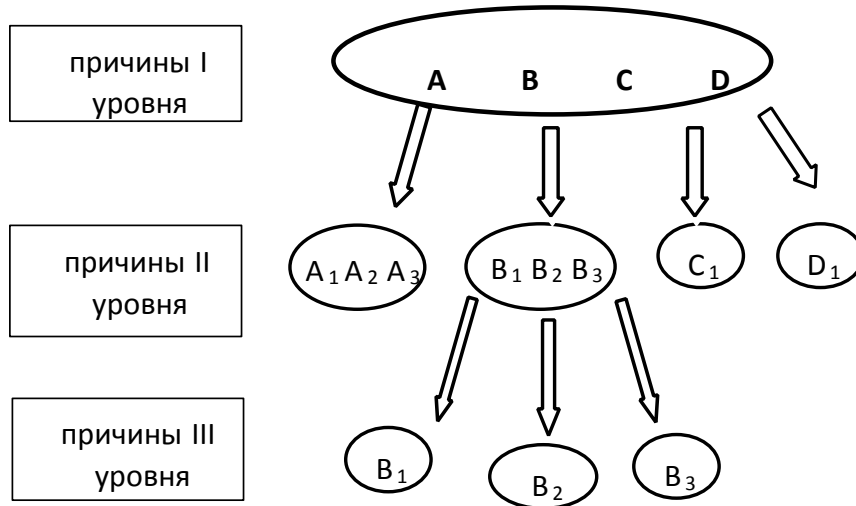 причины I
уровня
A B C D
причины II
уровня
A₁ A₂ A₃
B₁ B₂ B₃
C₁
D₁
причины III
уровня
B₁
B₂
B₃